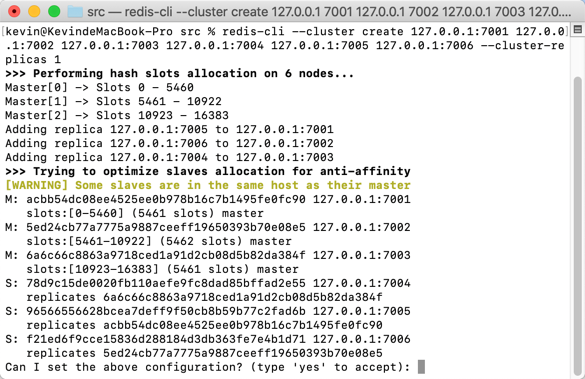 src — redis-cli --cluster create 127.0.0.1 7001 127.0.0.1 7002 127.0.0.1 7003 127.0....
[kevin@KevindeMacBook-Pro src % redis-cli --cluster create 127.0.0.1:7001 127.0.0]
.1:7002 127.0.0.1:7003 127.0.0.1:7004 127.0.0.1:7005 127.0.0.1:7006 --cluster-re
plicas 1
>>> Performing hash slots allocation on 6 nodes...
Master[0] -> Slots 0 - 5460
Master[1] -> Slots 5461 - 10922
Master[2] -> Slots 10923 - 16383
Adding replica 127.0.0.1:7005 to 127.0.0.1:7001
Adding replica 127.0.0.1:7006 to 127.0.0.1:7002
Adding replica 127.0.0.1:7004 to 127.0.0.1:7003
>>> Trying to optimize slaves allocation for anti-affinity
[WARNING] Some slaves are in the same host as their master
M: acbb54dc08ee4525ee0b978b16c7b1495fe0fc90 127.0.0.1:7001
slots:[0-5460] (5461 slots) master
M: 5ed24cb77a7775a9887ceeff19650393b70e08e5 127.0.0.1:7002
slots:[5461-10922] (5462 slots) master
M: 6a6c66c8863a9718ced1a91d2cb08d5b82da384f 127.0.0.1:7003
slots:[10923-16383] (5461 slots) master
S: 78d9c15de0020fb110aefe9fc8dad85bffad2e55 127.0.0.1:7004
replicates 6a6c66c8863a9718ced1a91d2cb08d5b82da384f
S: 96566556628bcea7deff9f50cb8b59b77c2fad6b 127.0.0.1:7005
replicates acbb54dc08ee4525ee0b978b16c7b1495fe0fc90
S: f21ed6f9cce15836d288184d3db363fe7e4b1d71 127.0.0.1:7006
replicates 5ed24cb77a7775a9887ceeff19650393b70e08e5
Can I set the above configuration? (type 'yes' to accept):